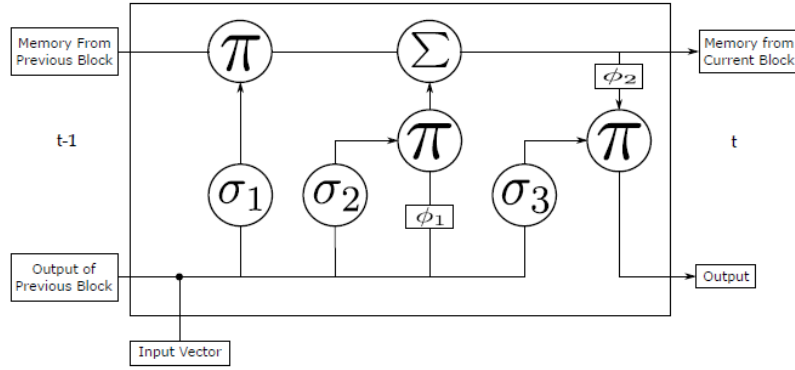 Memory From
Previous Block
π
Σ
Memory from
Current Block
ϕ₂
t-1
π
π
t
σ₁
σ₂
σ₃
ϕ₁
Output of
Previous Block
Output
Input Vector